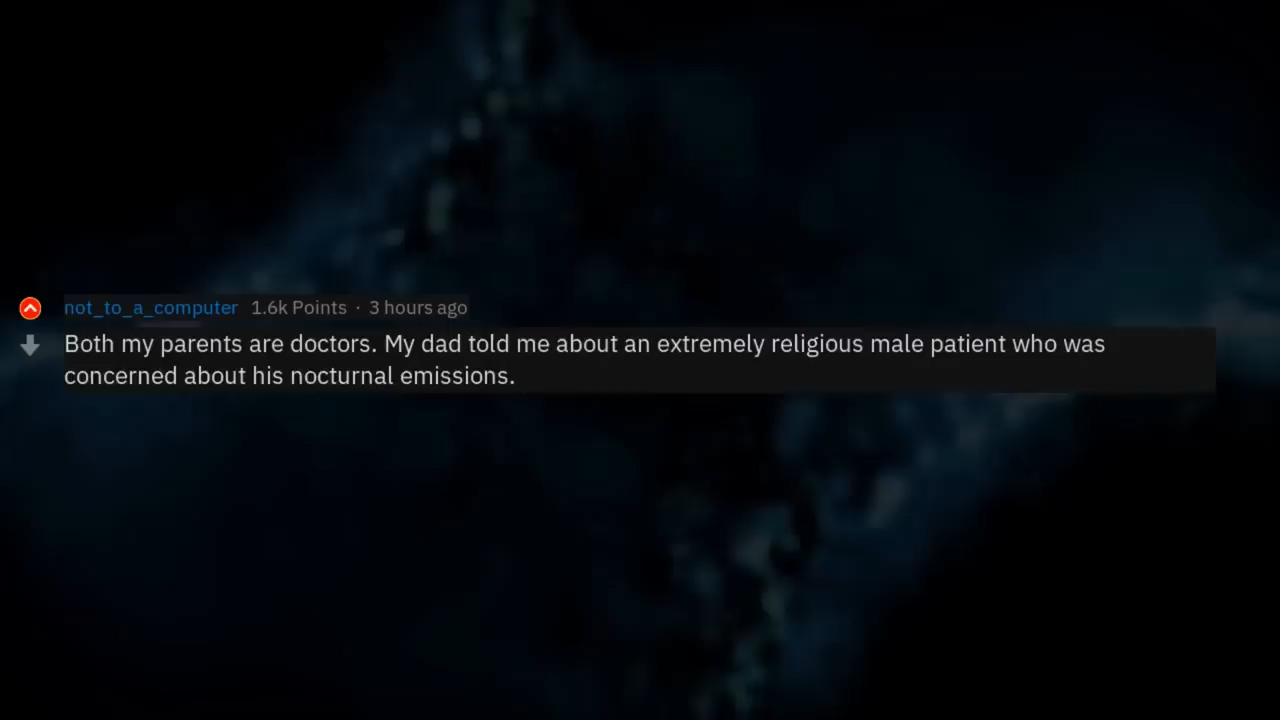 not_to_a_computer 1.6k Points · 3 hours ago
Both my parents are doctors. My dad told me about an extremely religious male patient who was
concerned about his nocturnal emissions.